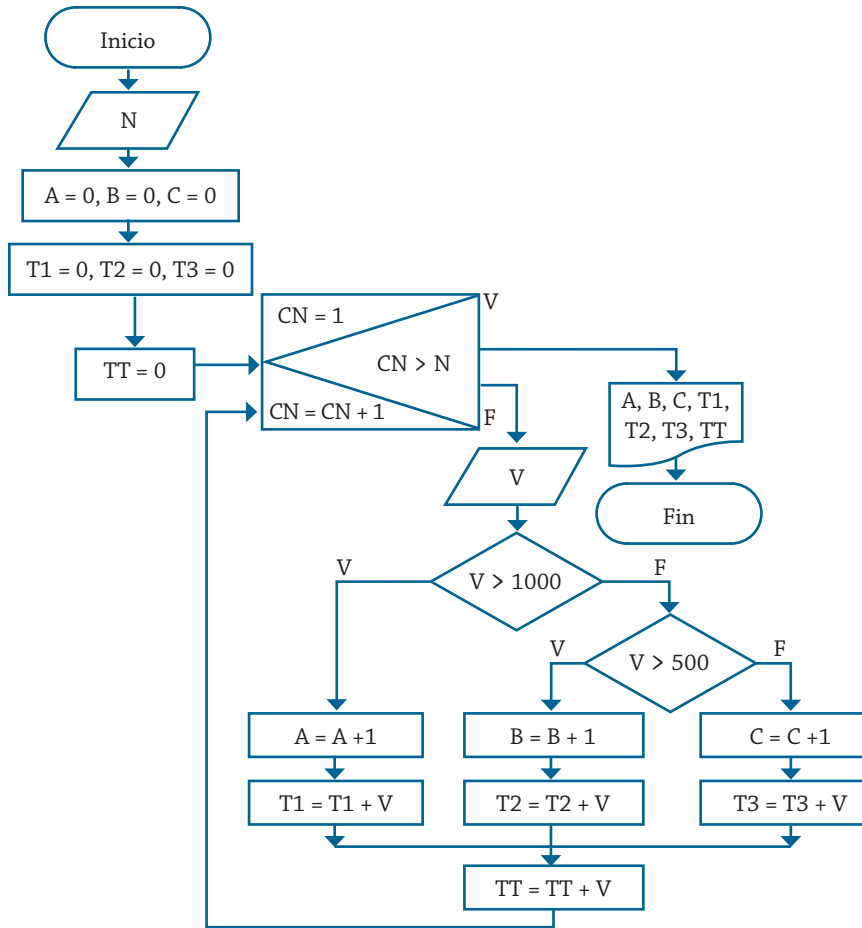 Inicio
N
A = 0, B = 0, C = 0
T1 = 0, T2 = 0, T3 = 0
TT = 0
CN = 1
V
CN > N
CN = CN + 1
F
A, B, C, T1,
T2, T3, TT
Fin
V
V > 1000
V
F
V > 500
V
F
A = A +1
B = B + 1
C = C +1
T1 = T1 + V
T2 = T2 + V
T3 = T3 + V
TT = TT + V